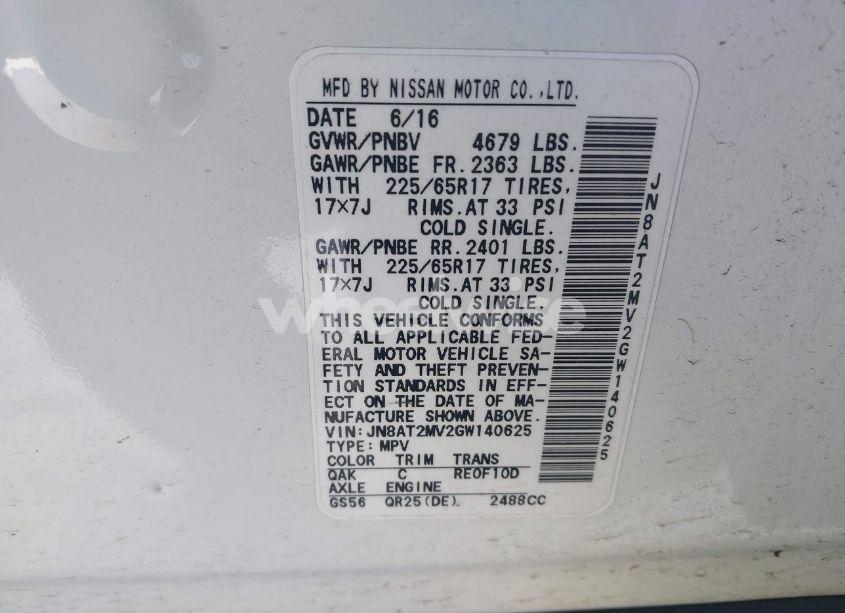 MFD BY NISSAN MOTOR CO.,LTD.
DATE 6/16
GVWR/PNBV 4679 LBS.
GAWR/PNBE FR. 2363 LBS.
WITH 225/65R17 TIRES,
17×7J RIMS. AT 33 PSI
COLD SINGLE.
GAWR/PNBE RR. 2401 LBS.
WITH 225/65R17 TIRES,
17×7J RIMS. AT 33 PSI
COLD SINGLE.
THIS VEHICLE CONFORMS
TO ALL APPLICABLE FED-
ERAL MOTOR VEHICLE SA-
FETY AND THEFT PREVEN-
TION STANDARDS IN EFF-
ECT ON THE DATE OF MA-
NUFACTURE SHOWN ABOVE.
VIN: JN8AT2MV2GW140625
TYPE: MPV
COLOR TRIM TRANS
QAK C RE0F10D
AXLE ENGINE
GS56 QR25(DE) 2488CC
JN8AT2MV2GW140625